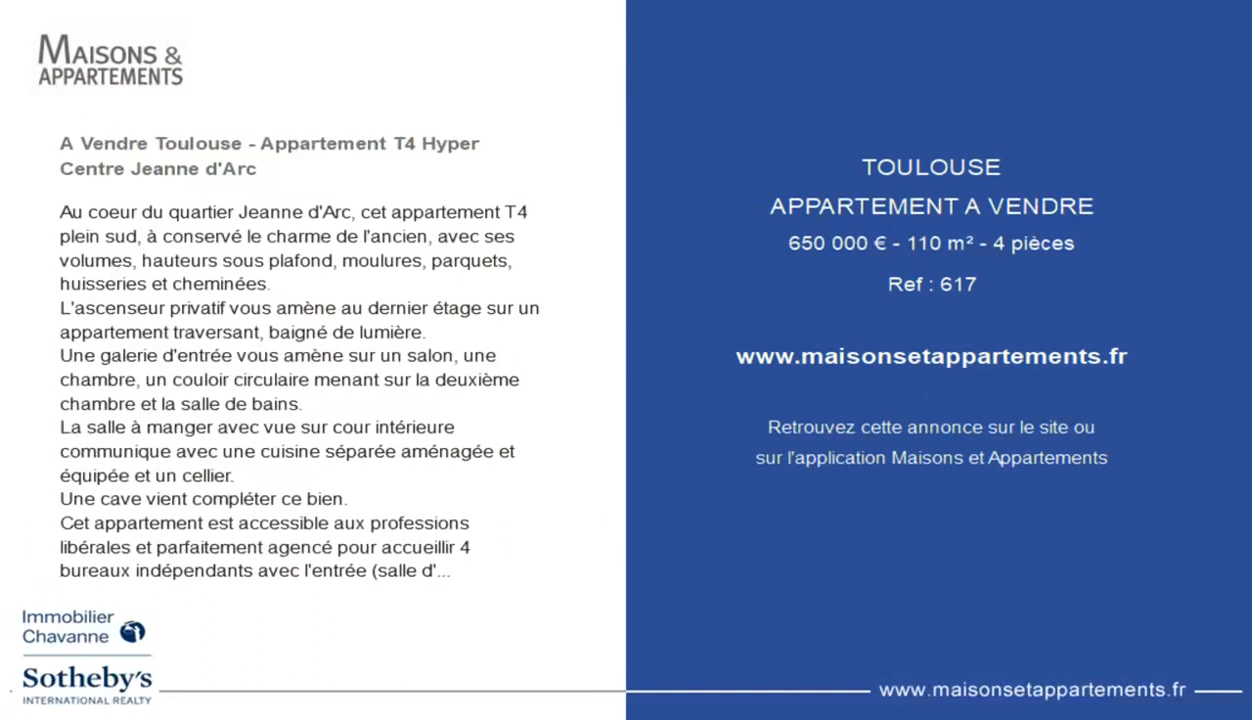 MAISONS &
APPARTEMENTS
A Vendre Toulouse - Appartement T4 Hyper
Centre Jeanne d'Arc
Au coeur du quartier Jeanne d'Arc, cet appartement T4
plein sud, à conservé le charme de l'ancien, avec ses
volumes, hauteurs sous plafond, moulures, parquets,
huisseries et cheminées.
L'ascenseur privatif vous amène au dernier étage sur un
appartement traversant, baigné de lumière.
Une galerie d'entrée vous amène sur un salon, une
chambre, un couloir circulaire menant sur la deuxième
chambre et la salle de bains.
La salle à manger avec vue sur cour intérieure
communique avec une cuisine séparée aménagée et
équipée et un cellier.
Une cave vient compléter ce bien.
Cet appartement est accessible aux professions
libérales et parfaitement agencé pour accueillir 4
bureaux indépendants avec l'entrée (salle d'...
Immobilier
Chavanne
Sotheby's
INTERNATIONAL REALTY
TOULOUSE
APPARTEMENT A VENDRE
650 000 € - 110 m² - 4 pièces
Ref : 617
www.maisonsetappartements.fr
Retrouvez cette annonce sur le site ou
sur l'application Maisons et Appartements
www.maisonsetappartements.fr